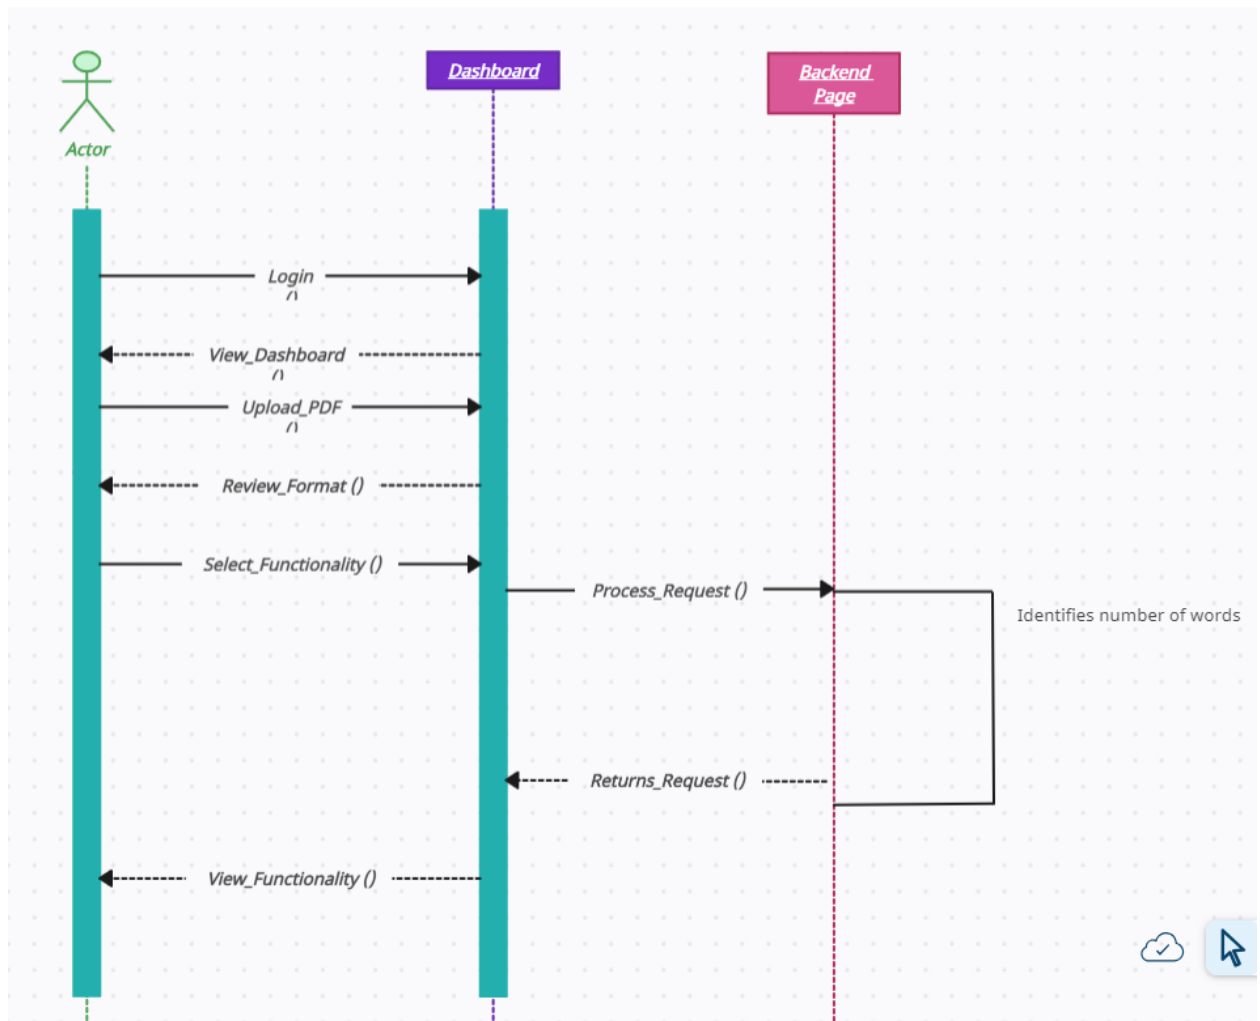 Dashboard
Backend
Page
Actor
Login
()
View_Dashboard
()
Upload_PDF
()
Review_Format ()
Select_Functionality ()
Process_Request ()
Identifies number of words
Returns_Request ()
View_Functionality ()